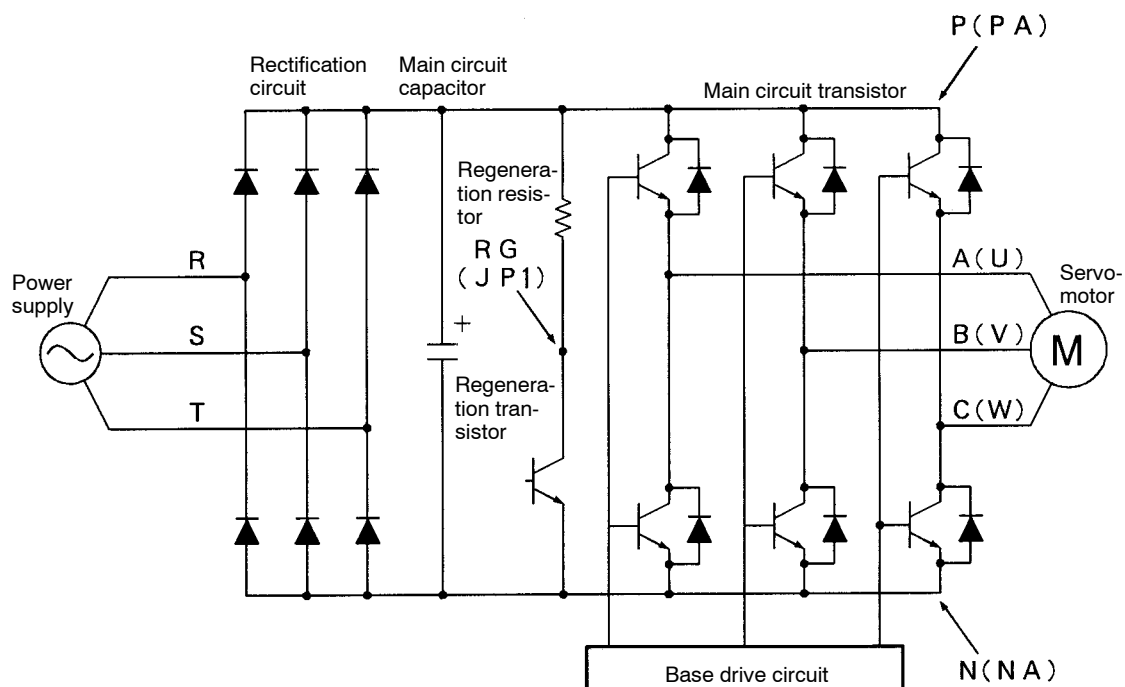 P(PA)
Rectification
circuit
Main circuit
capacitor
Main circuit transistor
Regenera-
tion resis-
tor
RG
(JP1)
R
A(U)
Servo-
motor
Power
supply
+
S
B(V)
M
Regenera-
tion tran-
sistor
T
C(W)
Base drive circuit
N(NA)